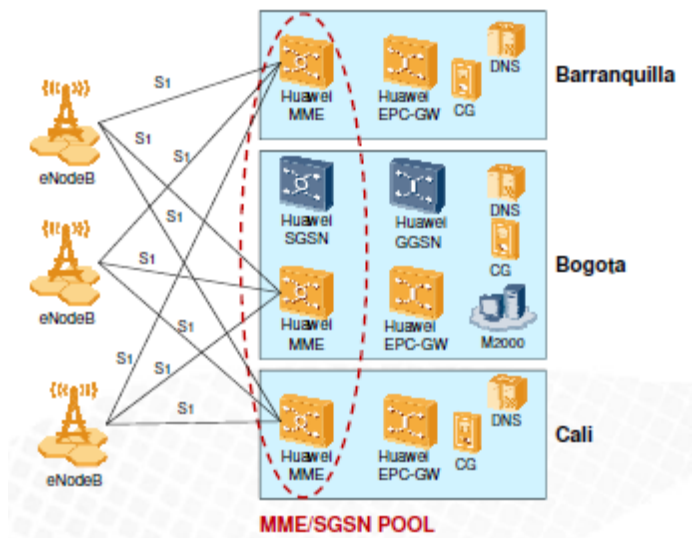 S1
S1
S1
S1
S1
S1
S1
S1
S1
eNodeB
eNodeB
eNodeB
Huawei
MME
Huawei
EPC-GW
CG
DNS
Barranquilla
Huawei
SGSN
Huawei
GGSN
DNS
CG
Huawei
MME
Huawei
EPC-GW
M2000
Bogoţa
Huawei
MME
Huawei
EPC-GW
CG
DNS
Cali
MME/SGSN POOL